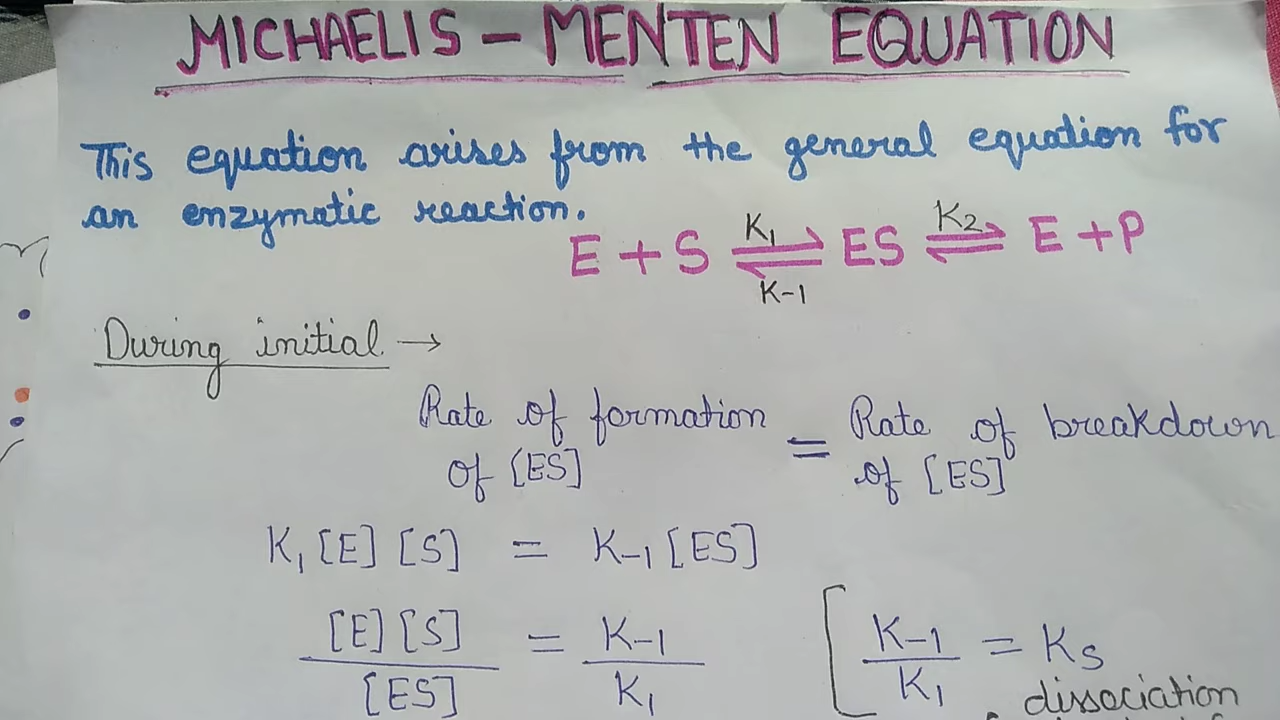 MICHAELIS - MENTEN EQUATION
This equation arises from the general equation for
an enzymatic reaction.
E + S ⇌ ES ⇌ E + P
K1 K2
K-1
During initial →
Rate of formation = Rate of breakdown
of [ES] of [ES]
K1 [E] [S] = K-1 [ES]
[E] [S] / [ES] = K-1 / K1
[ K-1 / K1 = Ks
dissociation